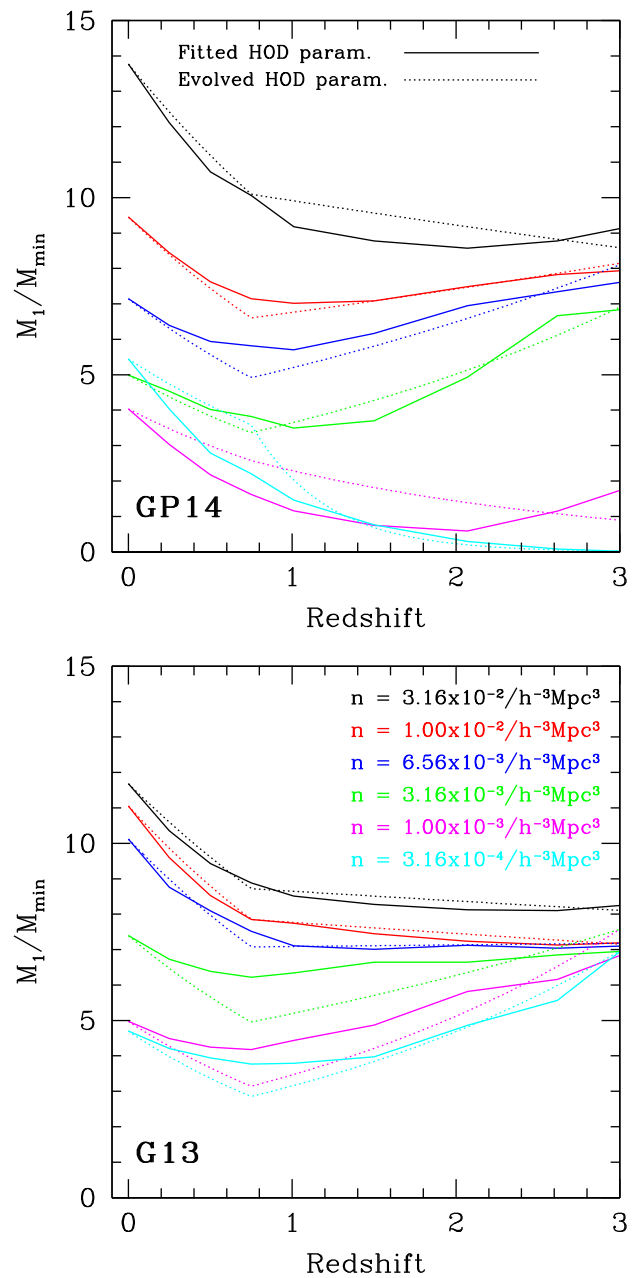 15
Fitted HOD param.
Evolved HOD param.
10
M₁/Mmin
5
GP14
0
0 1 2 3
Redshift
15
n = 3.16x10⁻²/h⁻³Mpc³
n = 1.00x10⁻²/h⁻³Mpc³
n = 6.56x10⁻³/h⁻³Mpc³
n = 3.16x10⁻³/h⁻³Mpc³
n = 1.00x10⁻³/h⁻³Mpc³
n = 3.16x10⁻⁴/h⁻³Mpc³
10
M₁/Mmin
5
G13
0
0 1 2 3
Redshift